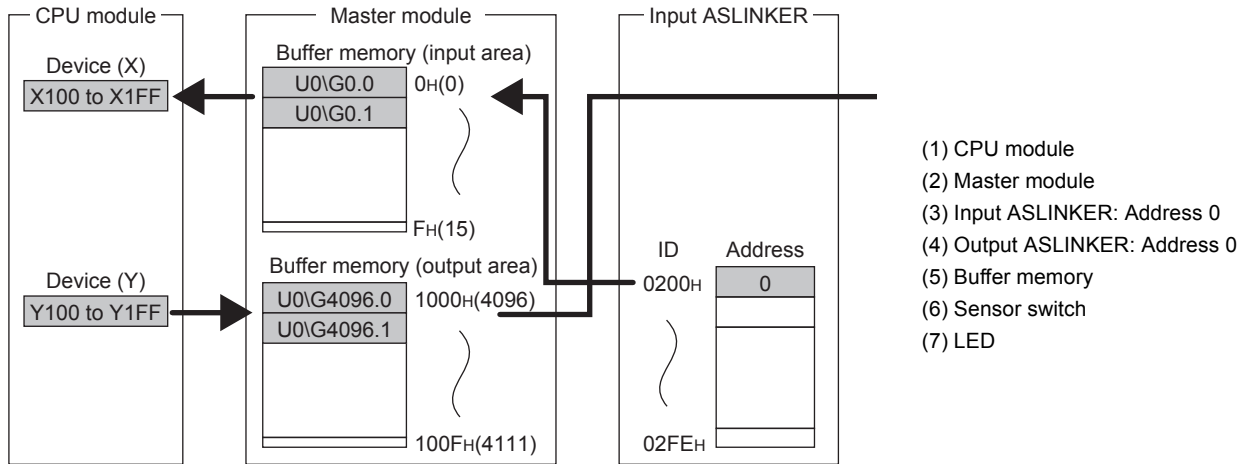 CPU module
Device (X)
X100 to X1FF
Device (Y)
Y100 to Y1FF
Master module
Buffer memory (input area)
U0\G0.0
0H(0)
U0\G0.1
FH(15)
Buffer memory (output area)
U0\G4096.0
1000H(4096)
U0\G4096.1
100FH(4111)
Input ASLINKER
ID
Address
0200H
0
02FEH
(1) CPU module
(2) Master module
(3) Input ASLINKER: Address 0
(4) Output ASLINKER: Address 0
(5) Buffer memory
(6) Sensor switch
(7) LED